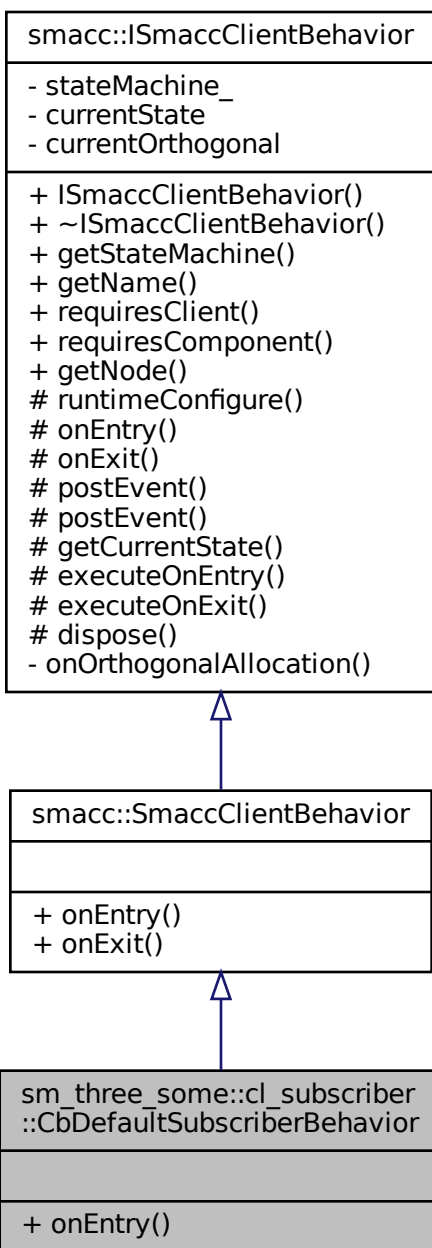 smacc::ISmaccClientBehavior
- stateMachine_
- currentState
- currentOrthogonal
+ ISmaccClientBehavior()
+ ~ISmaccClientBehavior()
+ getStateMachine()
+ getName()
+ requiresClient()
+ requiresComponent()
+ getNode()
# runtimeConfigure()
# onEntry()
# onExit()
# postEvent()
# postEvent()
# getCurrentState()
# executeOnEntry()
# executeOnExit()
# dispose()
- onOrthogonalAllocation()
smacc::SmaccClientBehavior
+ onEntry()
+ onExit()
sm_three_some::cl_subscriber
::CbDefaultSubscriberBehavior
+ onEntry()